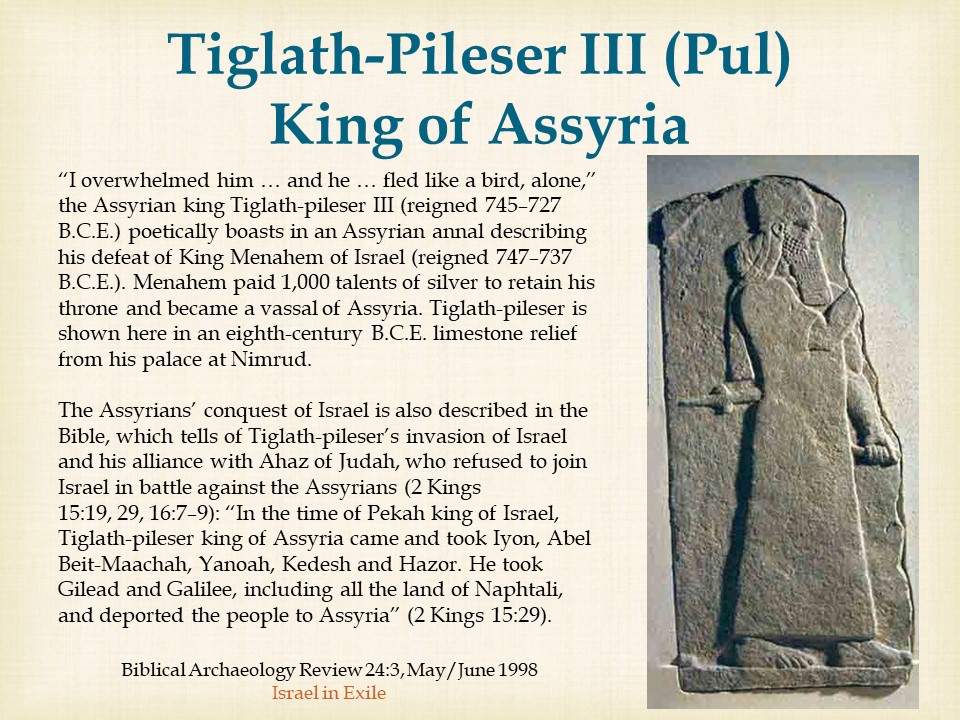 Tiglath-Pileser III (Pul)
King of Assyria
“I overwhelmed him … and he … fled like a bird, alone,”
the Assyrian king Tiglath-pileser III (reigned 745–727
B.C.E.) poetically boasts in an Assyrian annal describing
his defeat of King Menahem of Israel (reigned 747–737
B.C.E.). Menahem paid 1,000 talents of silver to retain his
throne and became a vassal of Assyria. Tiglath-pileser is
shown here in an eighth-century B.C.E. limestone relief
from his palace at Nimrud.
The Assyrians’ conquest of Israel is also described in the
Bible, which tells of Tiglath-pileser’s invasion of Israel
and his alliance with Ahaz of Judah, who refused to join
Israel in battle against the Assyrians (2 Kings
15:19, 29, 16:7–9): “In the time of Pekah king of Israel,
Tiglath-pileser king of Assyria came and took Iyon, Abel
Beit-Maachah, Yanoah, Kedesh and Hazor. He took
Gilead and Galilee, including all the land of Naphtali,
and deported the people to Assyria” (2 Kings 15:29).
Biblical Archaeology Review 24:3, May/June 1998
Israel in Exile